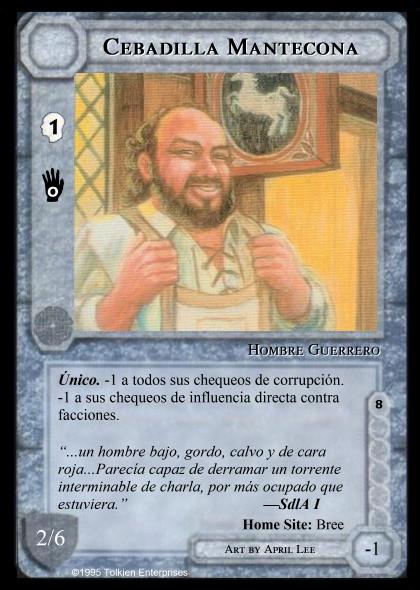 CEBADILLA MANTECONA
1
0
HOMBRE GUERRERO
Único. -1 a todos sus chequeos de corrupción.
-1 a sus chequeos de influencia directa contra
facciones.
8
“...un hombre bajo, gordo, calvo y de cara
roja...Parecía capaz de derramar un torrente
interminable de charla, por más ocupado que
estuviera.” —SdlA I
Home Site: Bree
2/6
ART BY APRIL LEE
-1
©1995 Tolkien Enterprises